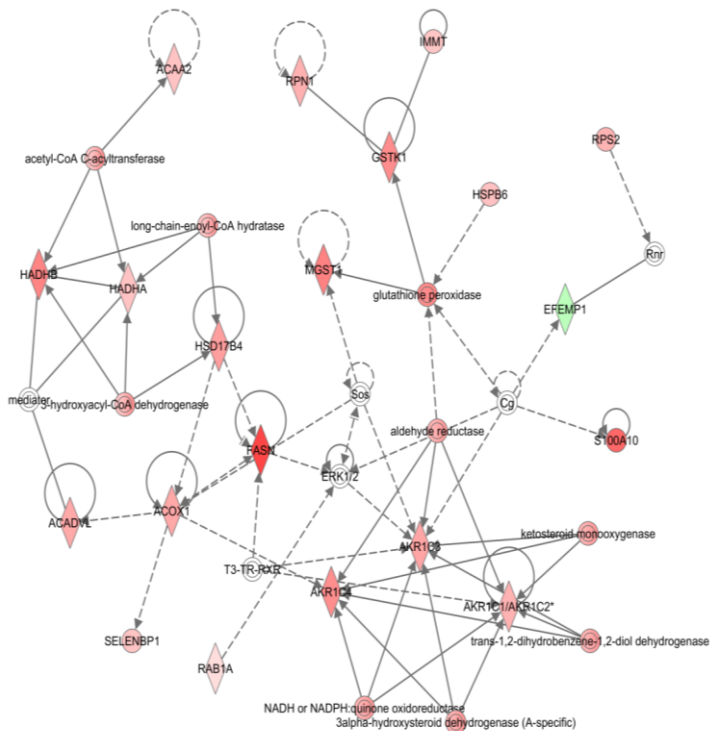 IMMT
ACAA2
RPN1
RPS2
acetyl-CoA C-acyltransferase
GSTK1
HSPB6
long-chain-enoyl-CoA hydratase
Rnr
HADHB
MGST1
HADHA
glutathione peroxidase
EFEMP1
HSD17B4
Sos
mediater
3-hydroxyacyl-CoA dehydrogenase
Cg
aldehyde reductase
S100A10
FASN
ERK1/2
ACADVL
ACOX1
ketosteroid monooxygenase
AKR1C3
T3-TR-RXR
AKR1C4
AKR1C1/AKR1C2*
SELENBP1
trans-1,2-dihydrobenzene-1,2-diol dehydrogenase
RAB1A
NADH or NADPH:quinone oxidoreductase
3alpha-hydroxysteroid dehydrogenase (A-specific)